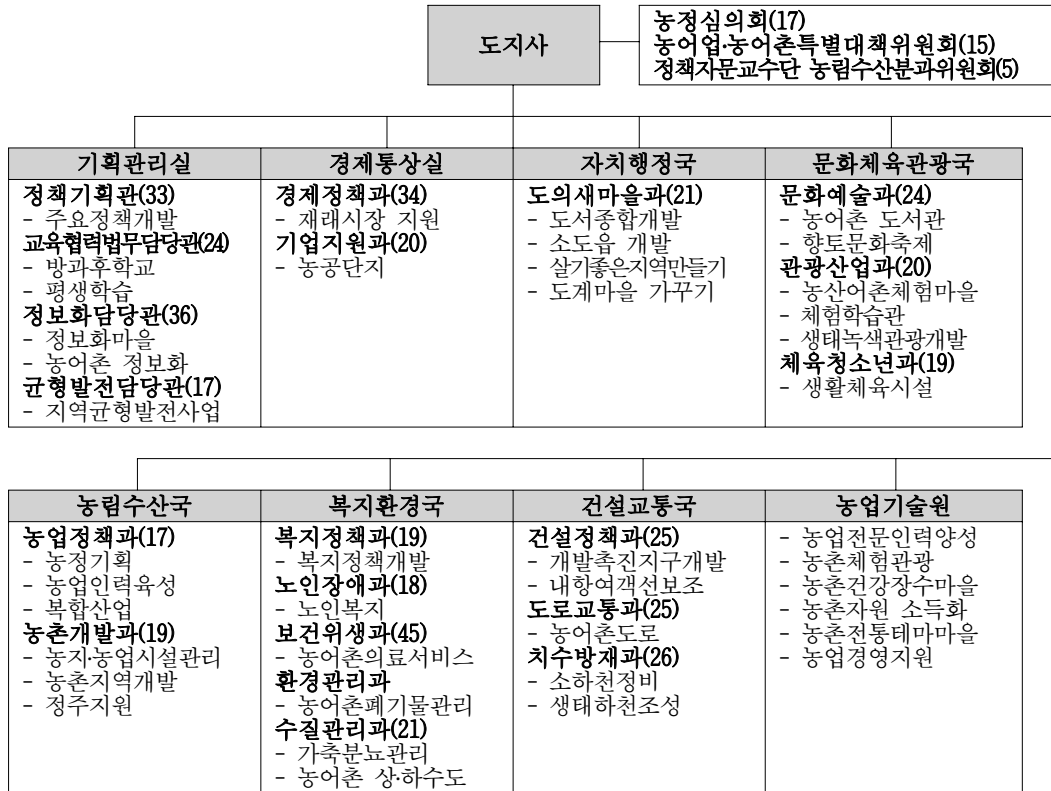 도지사
농정심의회(17)
농어업·농어촌특별대책위원회(15)
정책자문교수단 농림수산분과위원회(5)
기획관리실
정책기획관(33)
- 주요정책개발
교육협력법무담당관(24)
- 방과후학교
- 평생학습
정보화담당관(36)
- 정보화마을
- 농어촌 정보화
균형발전담당관(17)
- 지역균형발전사업
경제통상실
경제정책과(34)
- 재래시장 지원
기업지원과(20)
- 농공단지
자치행정국
도의새마을과(21)
- 도서종합개발
- 소도읍 개발
- 살기좋은지역만들기
- 도계마을 가꾸기
문화체육관광국
문화예술과(24)
- 농어촌 도서관
- 향토문화축제
관광산업과(20)
- 농산어촌체험마을
- 체험학습관
- 생태녹색관광개발
체육청소년과(19)
- 생활체육시설
농림수산국
농업정책과(17)
- 농정기획
- 농업인력육성
- 복합산업
농촌개발과(19)
- 농지·농업시설관리
- 농촌지역개발
- 정주지원
복지환경국
복지정책과(19)
- 복지정책개발
노인장애과(18)
- 노인복지
보건위생과(45)
- 농어촌의료서비스
환경관리과
- 농어촌폐기물관리
수질관리과(21)
- 가축분뇨관리
- 농어촌 상·하수도
건설교통국
건설정책과(25)
- 개발촉진지구개발
- 내항여객선보조
도로교통과(25)
- 농어촌도로
치수방재과(26)
- 소하천정비
- 생태하천조성
농업기술원
- 농업전문인력양성
- 농촌체험관광
- 농촌건강장수마을
- 농촌자원 소득화
- 농촌전통테마마을
- 농업경영지원